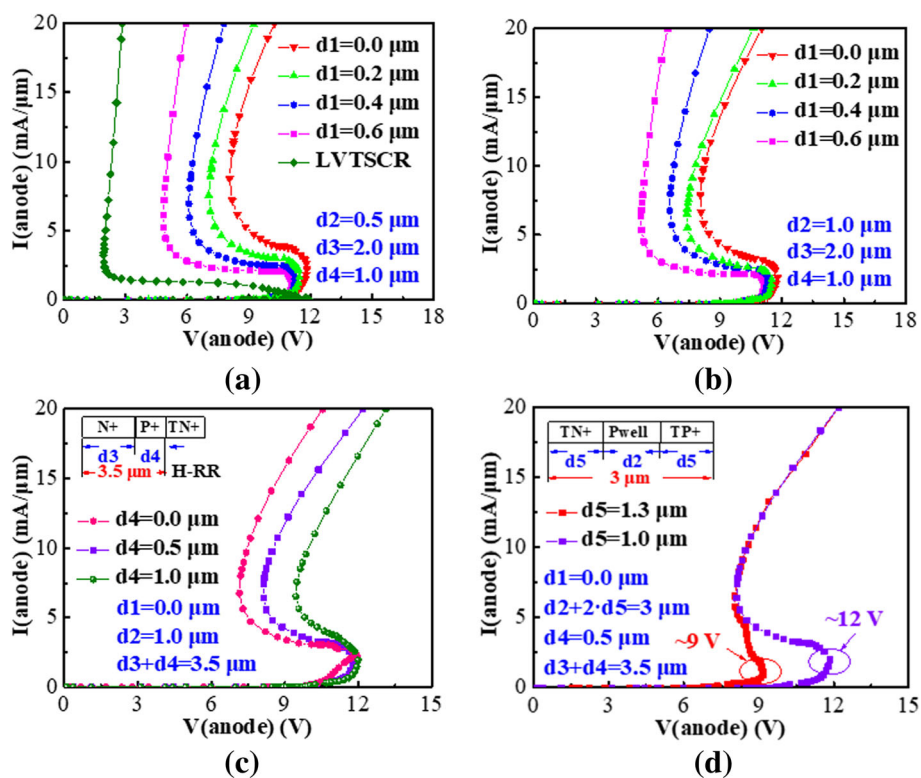 20
15
10
5
0
I(anode) (mA/μm)
d1=0.0 μm
d1=0.2 μm
d1=0.4 μm
d1=0.6 μm
LVTSCR
d2=0.5 μm
d3=2.0 μm
d4=1.0 μm
0 3 6 9 12 15 18
V(anode) (V)
(a)
20
15
10
5
0
I(anode) (mA/μm)
d1=0.0 μm
d1=0.2 μm
d1=0.4 μm
d1=0.6 μm
d2=1.0 μm
d3=2.0 μm
d4=1.0 μm
0 3 6 9 12 15 18
V(anode) (V)
(b)
20
15
10
5
0
I(anode) (mA/μm)
N+ P+ TN+
d3 d4
3.5 μm H-RR
d4=0.0 μm
d4=0.5 μm
d4=1.0 μm
d1=0.0 μm
d2=1.0 μm
d3+d4=3.5 μm
0 3 6 9 12 15
V(anode) (V)
(c)
20
15
10
5
0
I(anode) (mA/μm)
TN+ Pwell TP+
d5 d2 d5
3 μm
d5=1.3 μm
d5=1.0 μm
d1=0.0 μm
d2+2·d5=3 μm
d4=0.5 μm
d3+d4=3.5 μm
~9 V
~12 V
0 3 6 9 12 15
V(anode) (V)
(d)